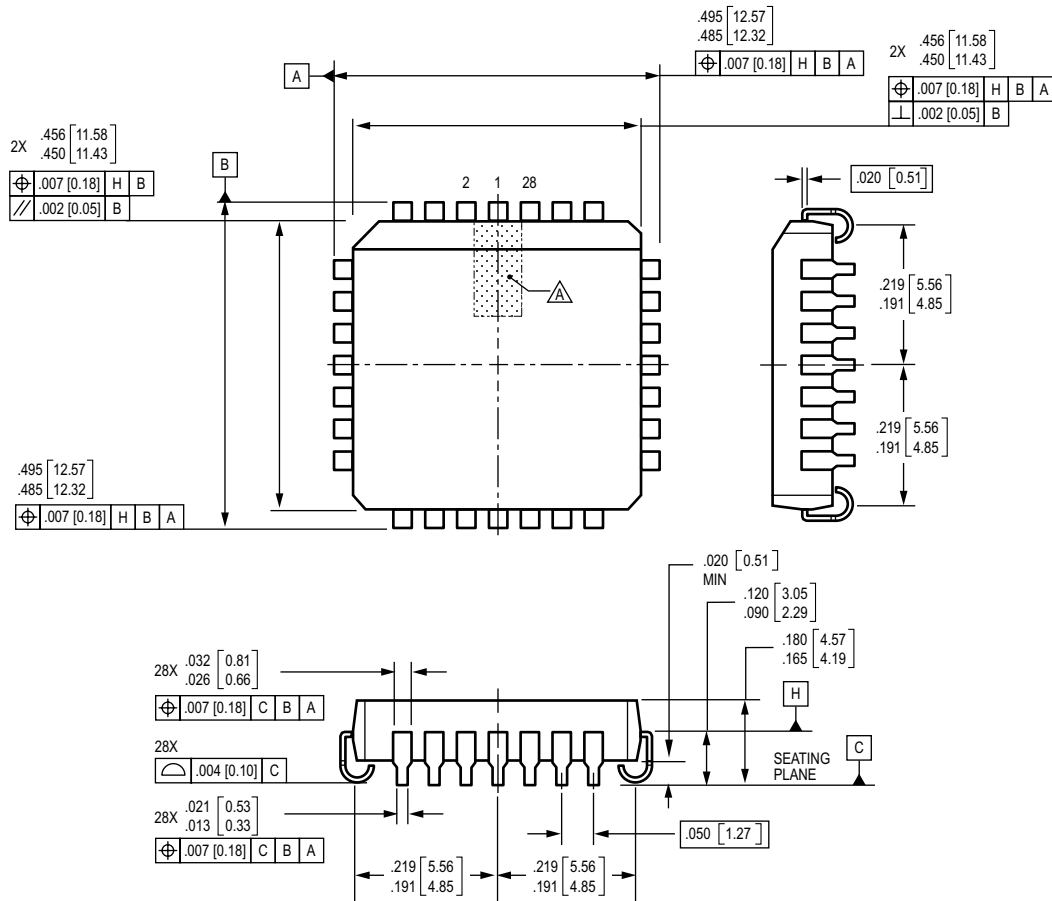 .495 [12.57]
.485 [12.32]
⌖ .007 [0.18] H B A
2X .456 [11.58]
.450 [11.43]
⌖ .007 [0.18] H B A
⊥ .002 [0.05] B
A
2X .456 [11.58]
.450 [11.43]
⌖ .007 [0.18] H B
// .002 [0.05] B
B
2 1 28
A
.020 [0.51]
.219 [5.56]
.191 [4.85]
.219 [5.56]
.191 [4.85]
.495 [12.57]
.485 [12.32]
⌖ .007 [0.18] H B A
.020 [0.51]
MIN
.120 [3.05]
.090 [2.29]
.180 [4.57]
.165 [4.19]
28X .032 [0.81]
.026 [0.66]
⌖ .007 [0.18] C B A
H
28X
⌓ .004 [0.10] C
SEATING
PLANE
C
28X .021 [0.53]
.013 [0.33]
⌖ .007 [0.18] C B A
.050 [1.27]
.219 [5.56]
.191 [4.85]
.219 [5.56]
.191 [4.85]